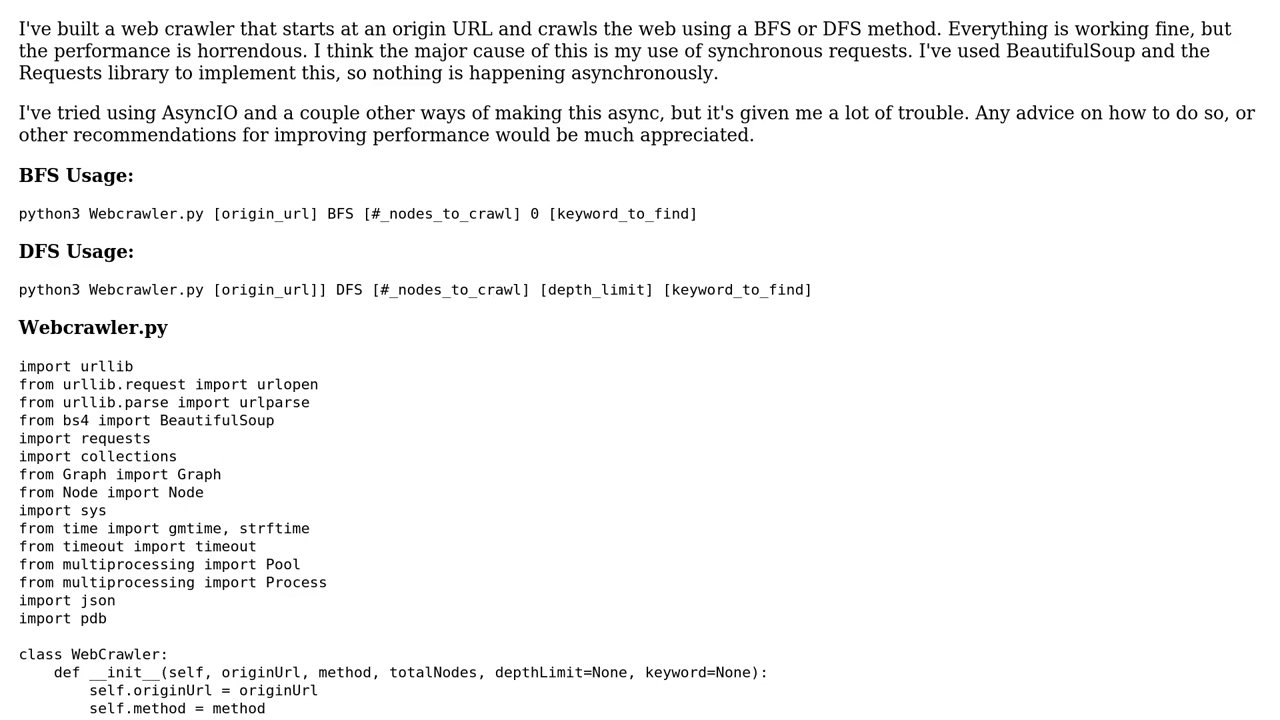 I've built a web crawler that starts at an origin URL and crawls the web using a BFS or DFS method. Everything is working fine, but
the performance is horrendous. I think the major cause of this is my use of synchronous requests. I've used BeautifulSoup and the
Requests library to implement this, so nothing is happening asynchronously.
I've tried using AsyncIO and a couple other ways of making this async, but it's given me a lot of trouble. Any advice on how to do so, or
other recommendations for improving performance would be much appreciated.
BFS Usage:
python3 Webcrawler.py [origin_url] BFS [#_nodes_to_crawl] 0 [keyword_to_find]
DFS Usage:
python3 Webcrawler.py [origin_url]] DFS [#_nodes_to_crawl] [depth_limit] [keyword_to_find]
Webcrawler.py
import urllib
from urllib.request import urlopen
from urllib.parse import urlparse
from bs4 import BeautifulSoup
import requests
import collections
from Graph import Graph
from Node import Node
import sys
from time import gmtime, strftime
from timeout import timeout
from multiprocessing import Pool
from multiprocessing import Process
import json
import pdb
class WebCrawler:
    def __init__(self, originUrl, method, totalNodes, depthLimit=None, keyword=None):
        self.originUrl = originUrl
        self.method = method